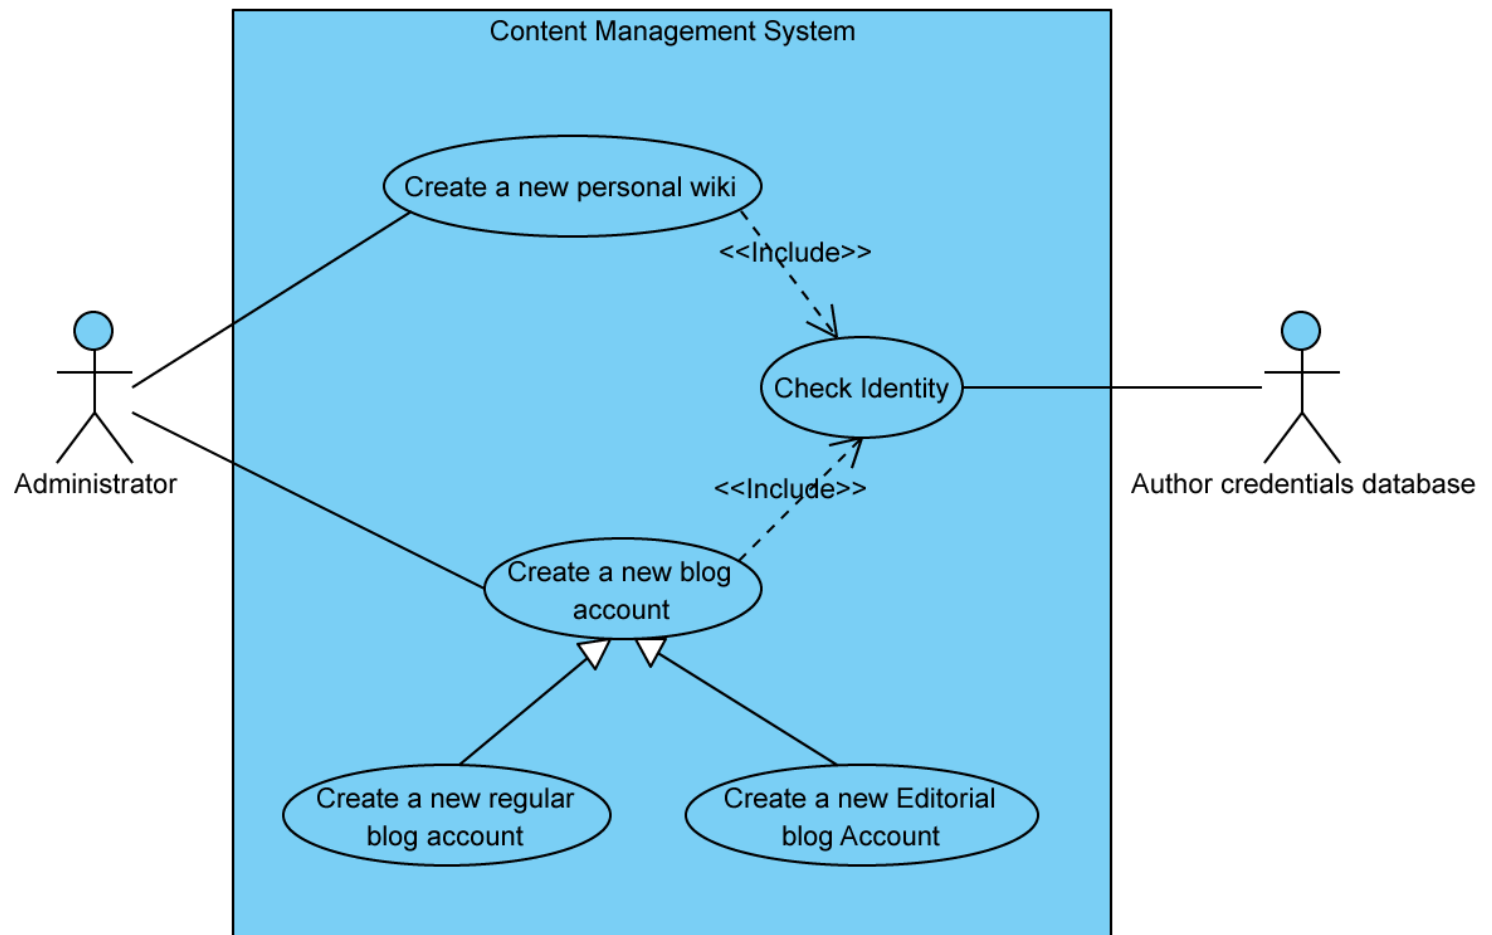 Content Management System
Create a new personal wiki
<<Include>>
Check Identity
Administrator
Author credentials database
<<Include>>
Create a new blog
account
Create a new regular
blog account
Create a new Editorial
blog Account